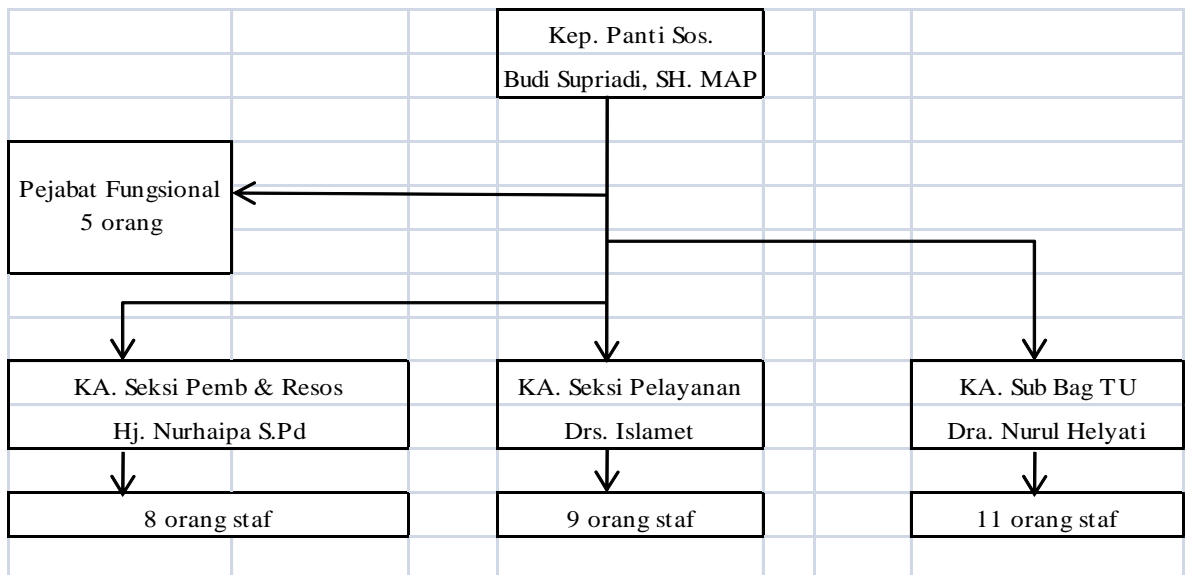 Kep. Panti Sos.
Budi Supriadi, SH. MAP
Pejabat Fungsional
5 orang
KA. Seksi Pemb & Resos
Hj. Nurhaipa S.Pd
KA. Seksi Pelayanan
Drs. Islamet
KA. Sub Bag TU
Dra. Nurul Helyati
8 orang staf
9 orang staf
11 orang staf